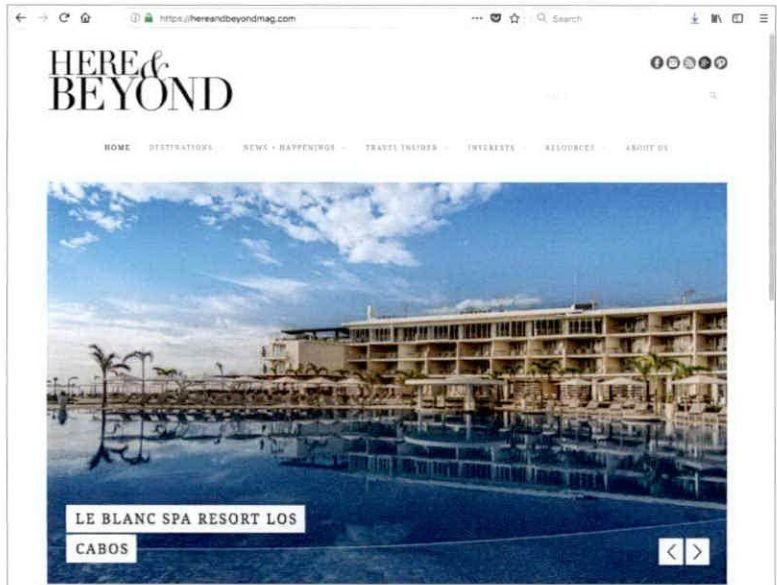 https://hereandbeyondmag.com
Search
HERE&
BEYOND
HOME DESTINATIONS NEWS + HAPPENINGS TRAVEL INSIDER INTERESTS RESOURCES ABOUT US
LE BLANC SPA RESORT LOS
CABOS